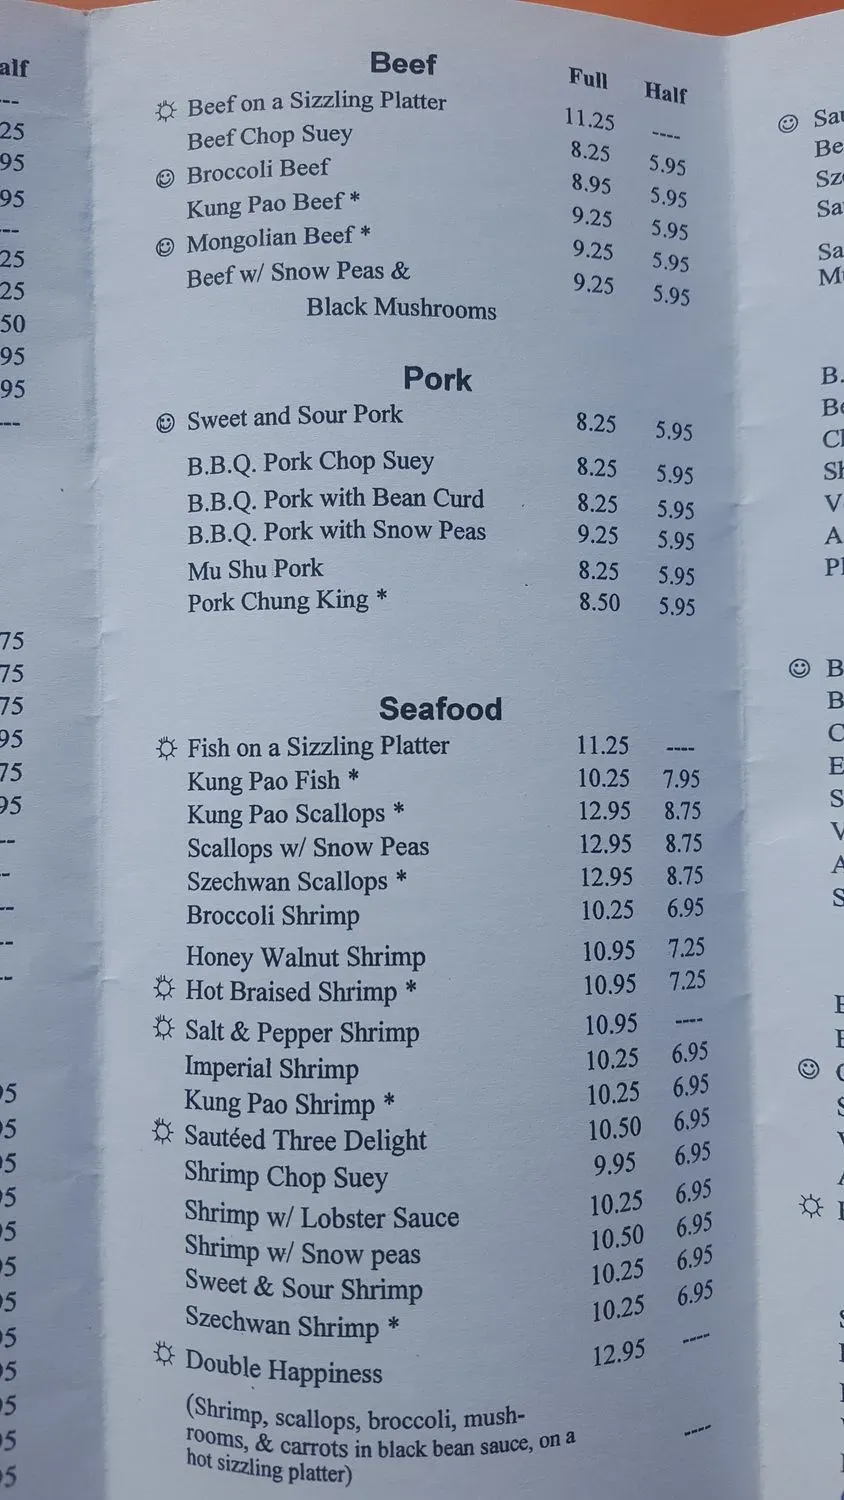 Beef
Full Half
Beef on a Sizzling Platter 11.25 ----
Beef Chop Suey 8.25 5.95
Broccoli Beef 8.95 5.95
Kung Pao Beef * 9.25 5.95
Mongolian Beef * 9.25 5.95
Beef w/ Snow Peas & 9.25 5.95
Black Mushrooms
Pork
Sweet and Sour Pork 8.25 5.95
B.B.Q. Pork Chop Suey 8.25 5.95
B.B.Q. Pork with Bean Curd 8.25 5.95
B.B.Q. Pork with Snow Peas 9.25 5.95
Mu Shu Pork 8.25 5.95
Pork Chung King * 8.50 5.95
Seafood
Fish on a Sizzling Platter 11.25 ----
Kung Pao Fish * 10.25 7.95
Kung Pao Scallops * 12.95 8.75
Scallops w/ Snow Peas 12.95 8.75
Szechwan Scallops * 12.95 8.75
Broccoli Shrimp 10.25 6.95
Honey Walnut Shrimp 10.95 7.25
Hot Braised Shrimp * 10.95 7.25
Salt & Pepper Shrimp 10.95 ----
Imperial Shrimp 10.25 6.95
Kung Pao Shrimp * 10.25 6.95
Sautéed Three Delight 10.50 6.95
Shrimp Chop Suey 9.95 6.95
Shrimp w/ Lobster Sauce 10.25 6.95
Shrimp w/ Snow peas 10.50 6.95
Sweet & Sour Shrimp 10.25 6.95
Szechwan Shrimp * 10.25 6.95
Double Happiness 12.95 ----
(Shrimp, scallops, broccoli, mush-
rooms, & carrots in black bean sauce, on a ----
hot sizzling platter)